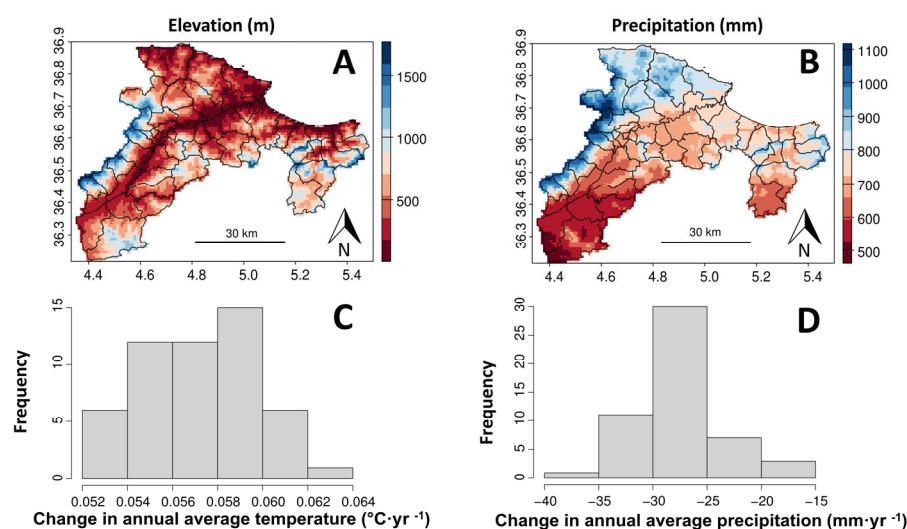 Elevation (m)
Precipitation (mm)
A
B
36.9
36.8
36.7
36.6
36.5
36.4
36.3
1500
1000
500
36.9
36.8
36.7
36.6
36.5
36.4
36.3
1100
1000
900
800
700
600
500
30 km
N
30 km
N
4.4 4.6 4.8 5.0 5.2 5.4
4.4 4.6 4.8 5.0 5.2 5.4
C
D
Frequency
15
10
5
0
0.052 0.054 0.056 0.058 0.060 0.062 0.064
Change in annual average temperature (°C·yr -1)
Frequency
30
20
10
5
0
−40 −35 −30 −25 −20 −15
Change in annual average precipitation (mm·yr -1)